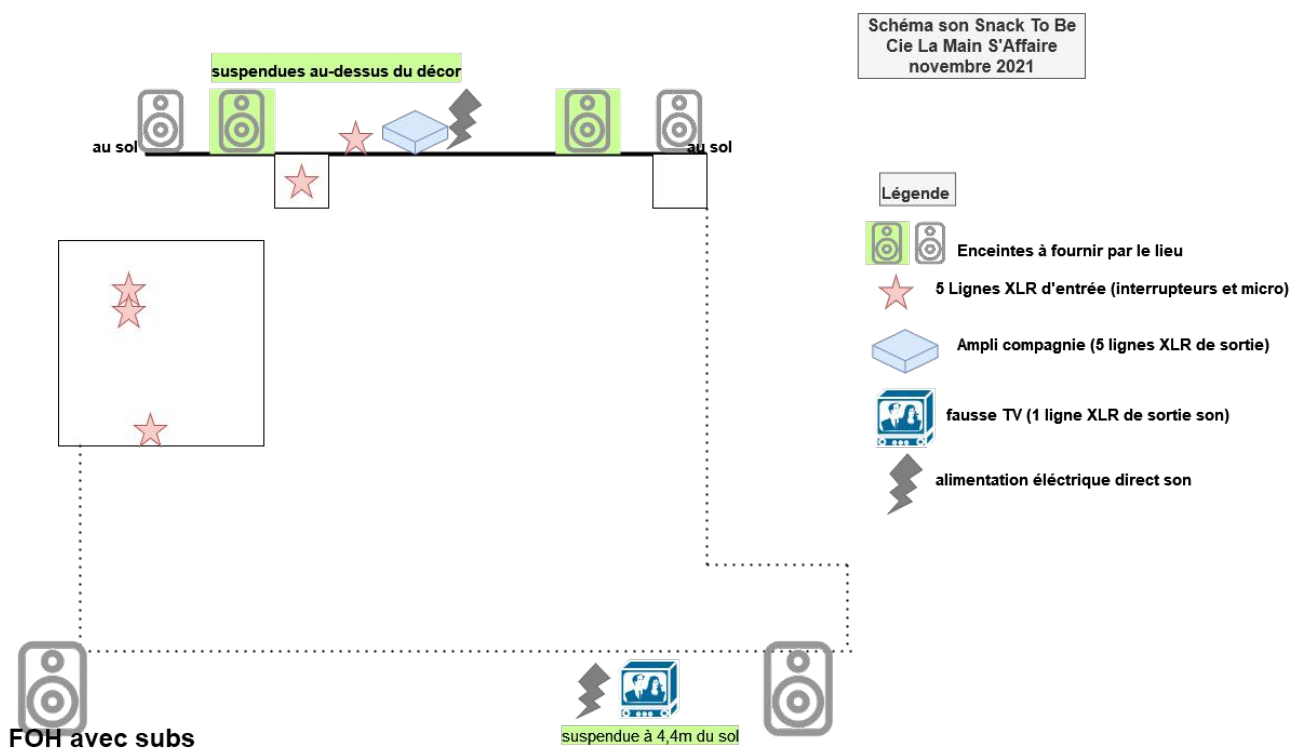 Schéma son Snack To Be
Cie La Main S'Affaire
novembre 2021
suspendues au-dessus du décor
au sol
au sol
Légende
Enceintes à fournir par le lieu
5 Lignes XLR d'entrée (interrupteurs et micro)
Ampli compagnie (5 lignes XLR de sortie)
fausse TV (1 ligne XLR de sortie son)
alimentation éléctrique direct son
FOH avec subs
suspendue à 4,4m du sol